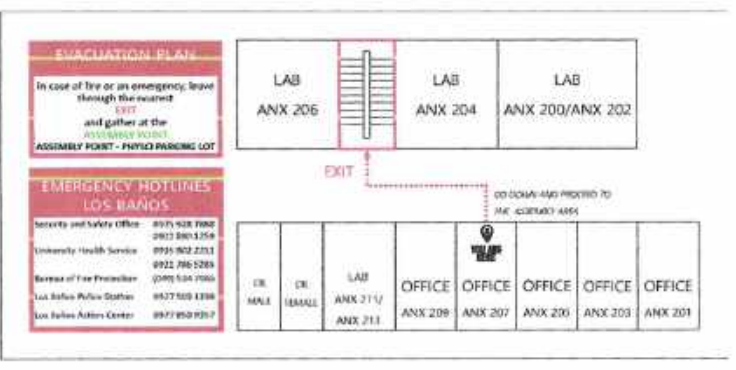 EVACUATION PLAN
In case of fire or an emergency, leave
through the nearest
EXIT
and gather at the
ASSEMBLY POINT
ASSEMBLY POINT - PHYSCI PARKING LOT
EMERGENCY HOTLINES
LOS BAÑOS
Security and Safety Office
University Health Service
Bureau of Fire Protection
Los Baños Police Station
Los Baños Action Center
LAB
ANX 206
LAB
ANX 204
LAB
ANX 200/ANX 202
EXIT
GO DOWN AND PROCEED TO
THE ASSEMBLY AREA
YOU ARE
HERE
CR
MALE
CR
FEMALE
LAB
ANX 211/
ANX 213
OFFICE
ANX 209
OFFICE
ANX 207
OFFICE
OFFICE
ANX 203
OFFICE
ANX 201